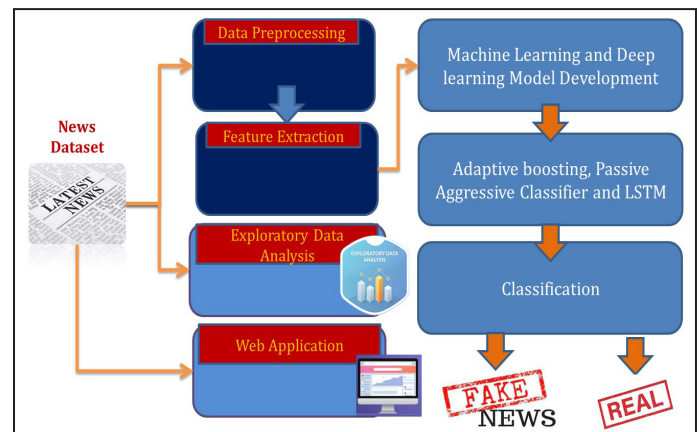 Data Preprocessing
Feature Extraction
News
Dataset
LATEST
NEWS
Exploratory Data
Analysis
EXPLORATORY DATA
ANALYSIS
Web Application
Machine Learning and Deep
learning Model Development
Adaptive boosting, Passive
Aggressive Classifier and LSTM
Classification
FAKE
NEWS
REAL